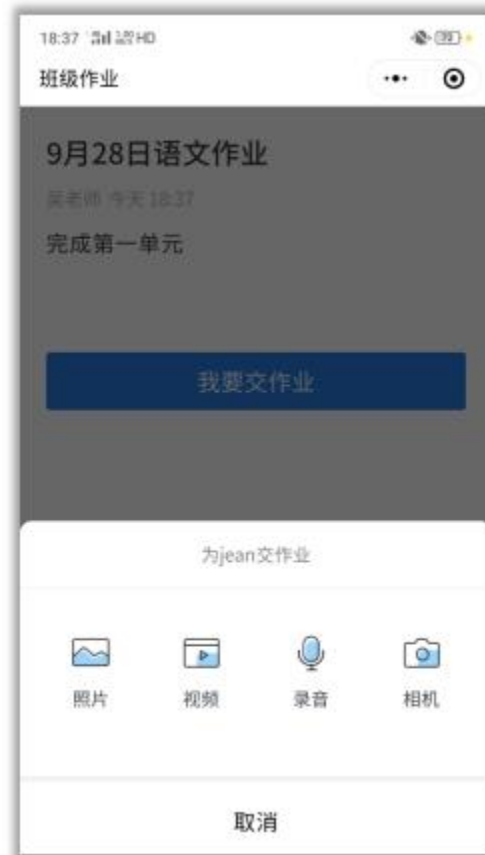 18:37 HD
班级作业
9月28日语文作业
吴老师 今天 18:37
完成第一单元
我要交作业
为jean交作业
照片 视频 录音 相机
取消